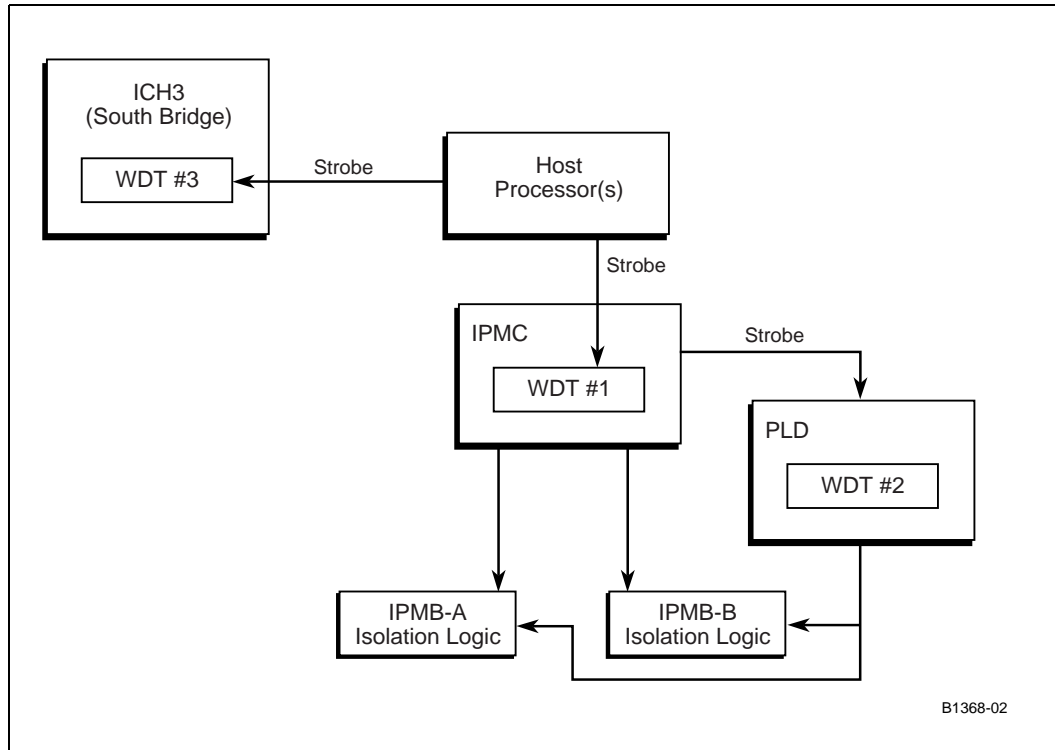 ICH3
(South Bridge)
WDT #3
Strobe
Host
Processor(s)
Strobe
IPMC
WDT #1
Strobe
PLD
WDT #2
IPMB-A
Isolation Logic
IPMB-B
Isolation Logic
B1368-02